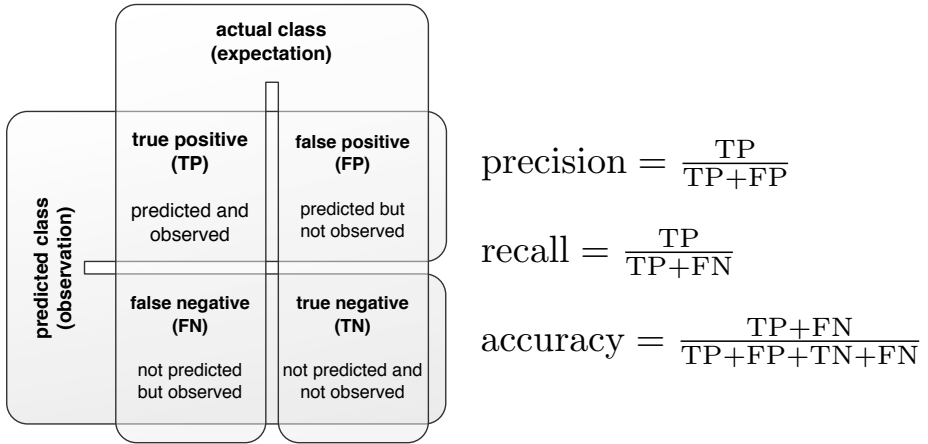 actual class
(expectation)
predicted class
(observation)
true positive
(TP)
predicted and
observed
false positive
(FP)
predicted but
not observed
false negative
(FN)
not predicted
but observed
true negative
(TN)
not predicted and
not observed
precision = TP / TP+FP
recall = TP / TP+FN
accuracy = TP+FN / TP+FP+TN+FN